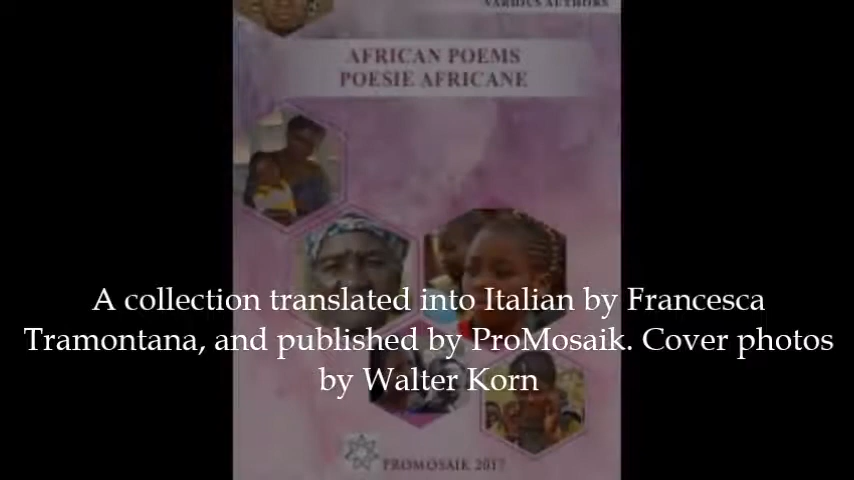 VARIOUS AUTHORS
AFRICAN POEMS
POESIE AFRICANE
A collection translated into Italian by Francesca
Tramontana, and published by ProMosaik. Cover photos
by Walter Korn
PROMOSAIK 2017